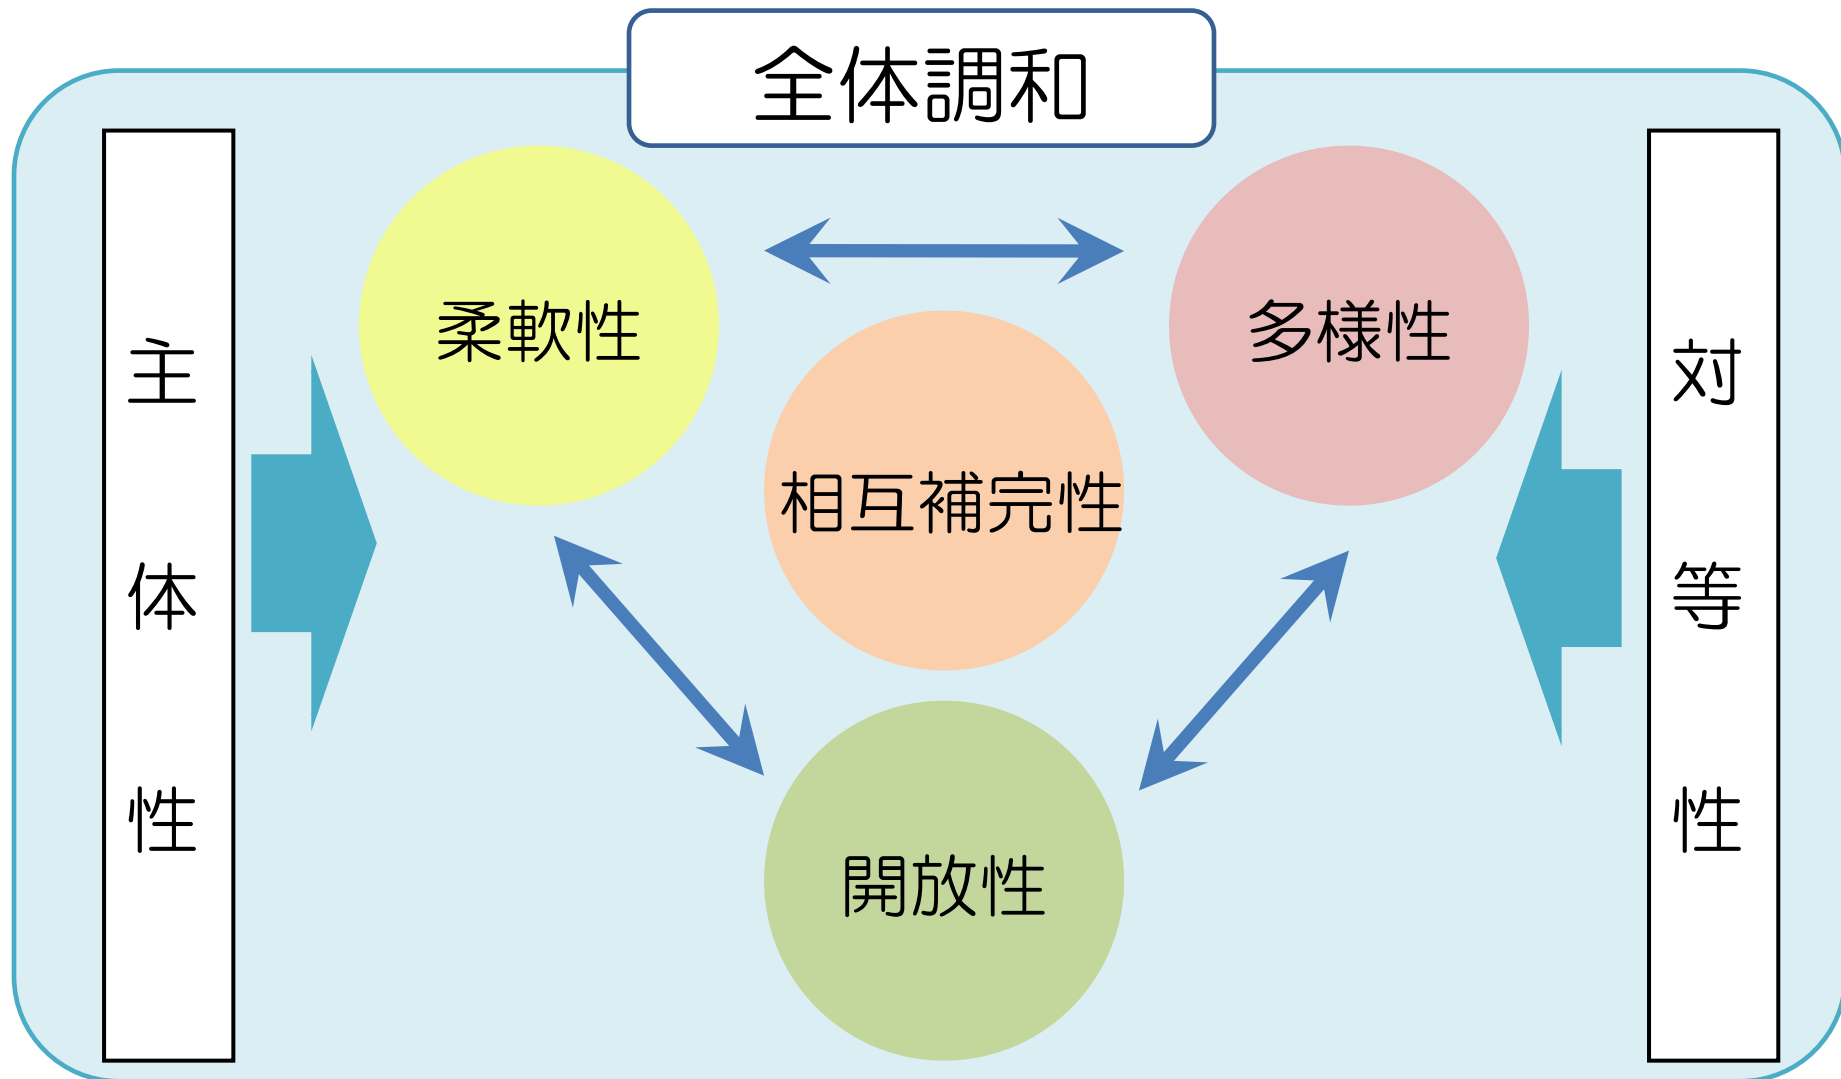 全体調和
主体性
柔軟性
多様性
相互補完性
開放性
対等性